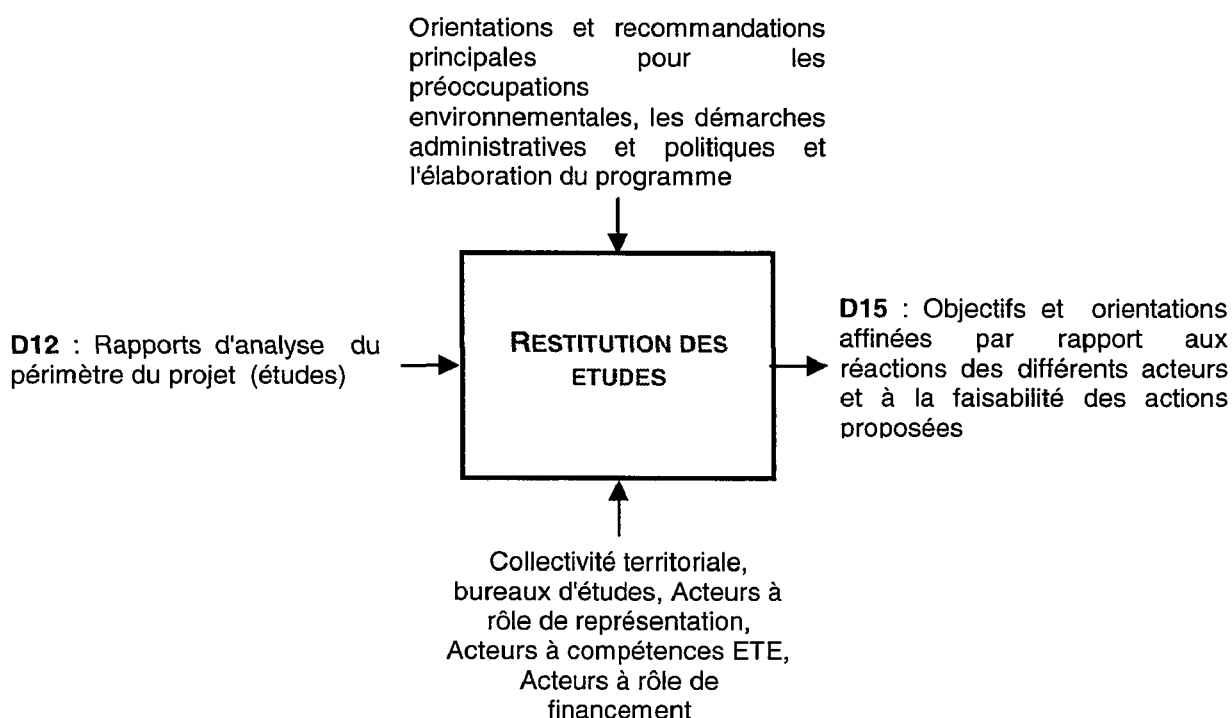 Orientations et recommandations
principales pour les
préoccupations
environnementales, les démarches
administratives et politiques et
l'élaboration du programme
D12 : Rapports d'analyse du
périmètre du projet (études)
RESTITUTION DES
ETUDES
D15 : Objectifs et orientations
affinées par rapport aux
réactions des différents acteurs
et à la faisabilité des actions
proposées
Collectivité territoriale,
bureaux d'études, Acteurs à
rôle de représentation,
Acteurs à compétences ETE,
Acteurs à rôle de
financement